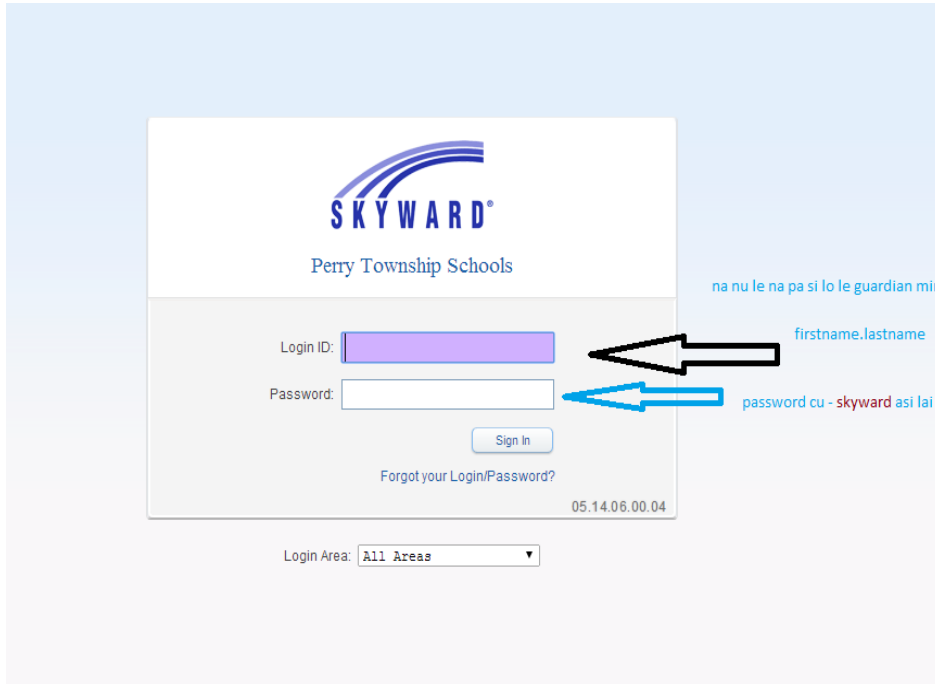 SKYWARD®
Perry Township Schools
na nu le na pa si lo le guardian
firstname.lastname
Login ID:
Password:
password cu - skyward asi lai
Sign In
Forgot your Login/Password?
05.14.06.00.04
Login Area: All Areas